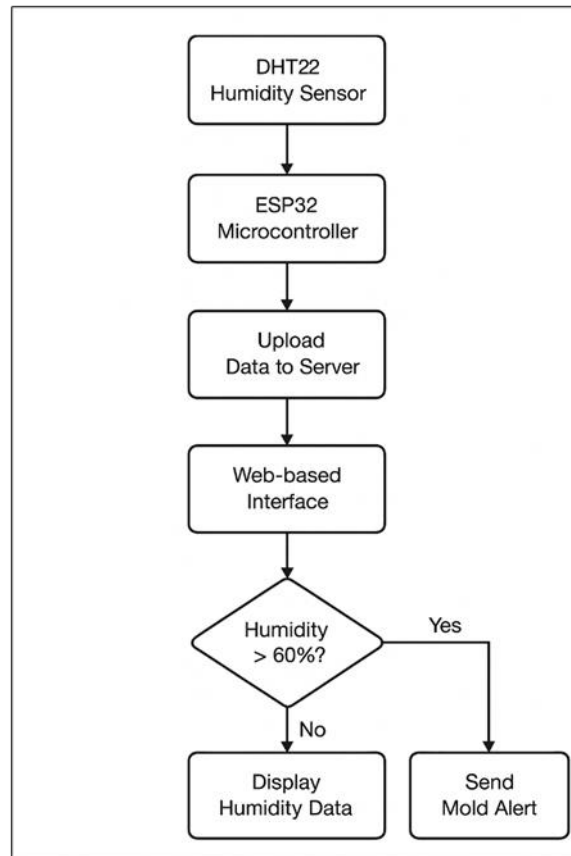 DHT22
Humidity Sensor
ESP32
Microcontroller
Upload
Data to Server
Web-based
Interface
Humidity
> 60%?
Yes
No
Display
Humidity Data
Send
Mold Alert